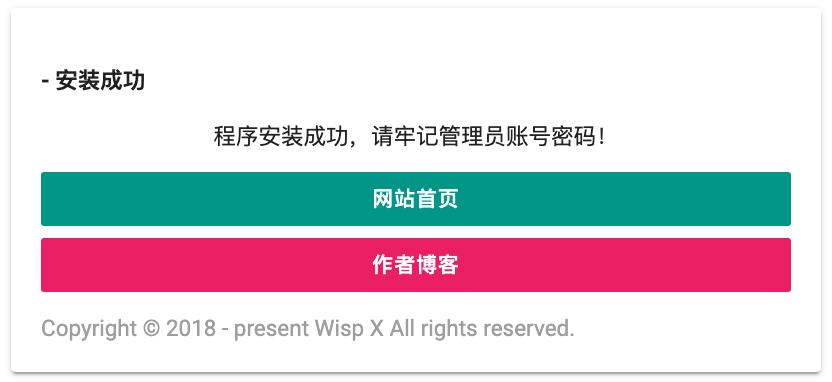 - 安装成功
程序安装成功，请牢记管理员账号密码！
网站首页
作者博客
Copyright © 2018 - present Wisp X All rights reserved.